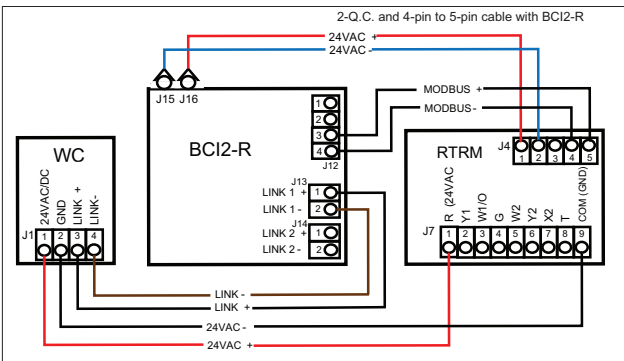 2-Q.C. and 4-pin to 5-pin cable with BCI2-R
24VAC +
24VAC -
J15 J16
MODBUS +
MODBUS -
BCI2-R
1
2
3
4
J12
J13
LINK 1 + 1
LINK 1 - 2
J14
LINK 2 + 1
LINK 2 - 2
WC
24VAC/DC
GND
LINK +
LINK-
J1 1 2 3 4
RTRM
J4
1 2 3 4 5
R (24VAC
Y1
W1/O
G
W2
Y2
X2
T
COM (GND)
J7 1 2 3 4 5 6 7 8 9
LINK -
LINK +
24VAC -
24VAC +